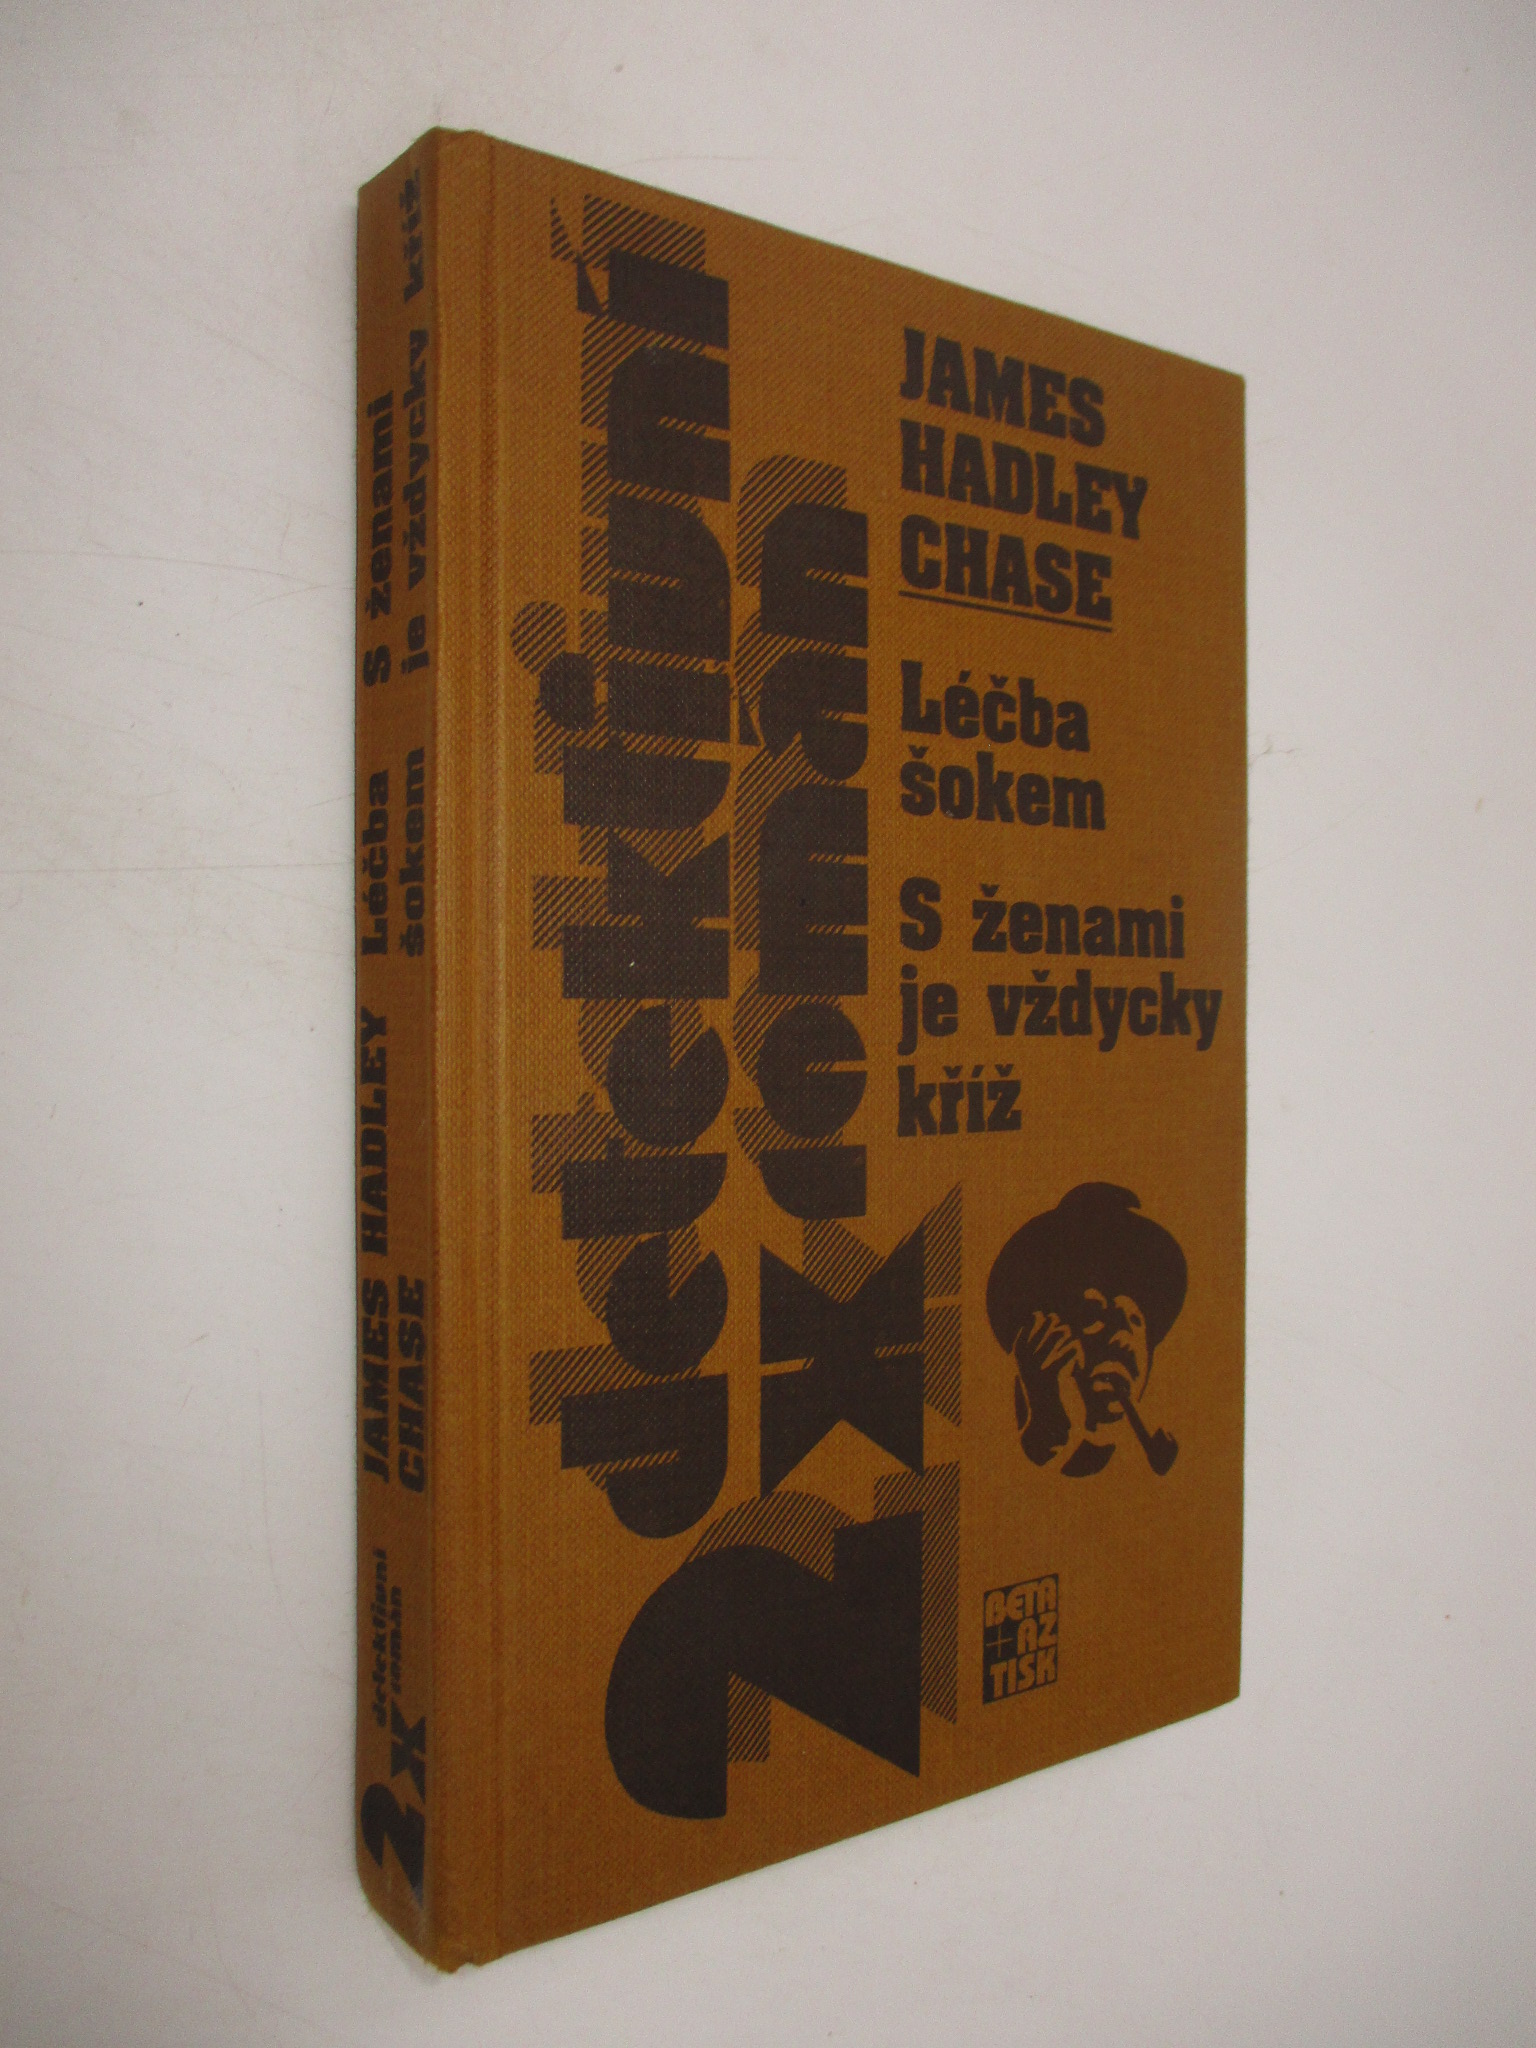 JAMES
HADLEY
CHASE
Léčba
šokem
S ženami
je vždycky
kříž
2x detektivní
román
BETA
+AZ
TISK
2x detektivní
román
JAMES HADLEY
CHASE
Léčba
šokem
S ženami
je vždycky kříž